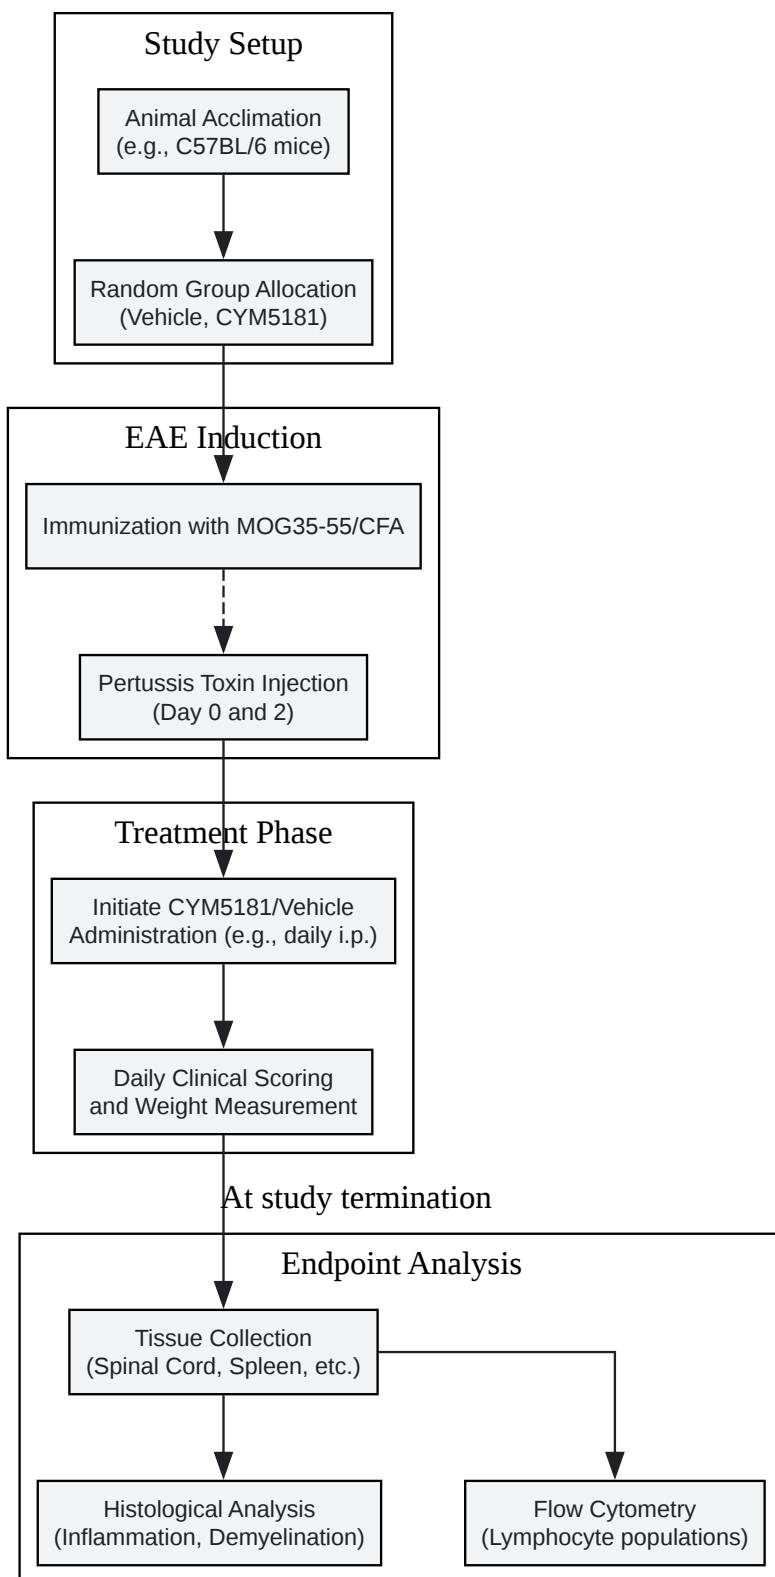 Study Setup
Animal Acclimation
(e.g., C57BL/6 mice)
Random Group Allocation
(Vehicle, CYM5181)
EAE Induction
Immunization with MOG35-55/CFA
Pertussis Toxin Injection
(Day 0 and 2)
Treatment Phase
Initiate CYM5181/Vehicle
Administration (e.g., daily i.p.)
Daily Clinical Scoring
and Weight Measurement
At study termination
Endpoint Analysis
Tissue Collection
(Spinal Cord, Spleen, etc.)
Histological Analysis
(Inflammation, Demyelination)
Flow Cytometry
(Lymphocyte populations)